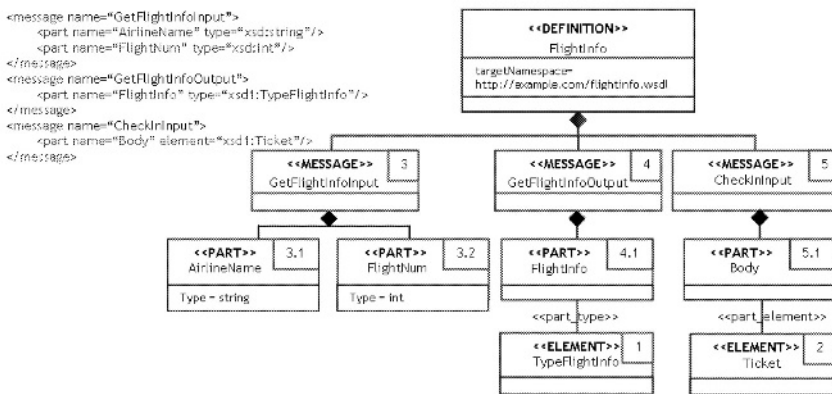 <message name="GetFlightInfoInput">
<part name="AirlineName" type="xsd:string"/>
<part name="FlightNum" type="xsd:int"/>
</message>
<message name="GetFlightInfoOutput">
<part name="FlightInfo" type="xsd1:TypeFlightInfo"/>
</message>
<message name="CheckInInput">
<part name="Body" element="xsd1:Ticket"/>
</message>
<<DEFINITION>>
FlightInfo
targetNamespace=
http://example.com/flightinfo.wsdl
<<MESSAGE>> 3
GetFlightInfoInput
<<MESSAGE>> 4
GetFlightInfoOutput
<<MESSAGE>> 5
CheckInInput
<<PART>> 3.1
AirlineName
Type = string
<<PART>> 3.2
FlightNum
Type = int
<<PART>> 4.1
FlightInfo
<<PART>> 5.1
Body
<<part_type>>
<<part_element>>
<<ELEMENT>> 1
TypeFlightInfo
<<ELEMENT>> 2
Ticket